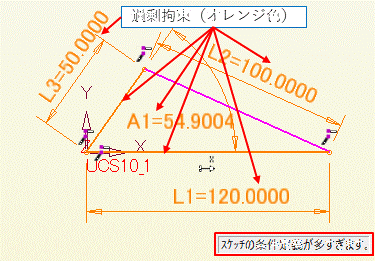 過剰拘束（オレンジ色）
L3=50.0000
L2=100.0000
Y
A1=54.9004
X
UCS10_1
L1=120.0000
スケッチの条件定義が多すぎます。